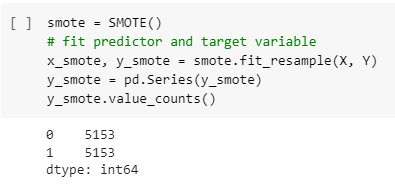 [ ] smote = SMOTE()
# fit predictor and target variable
x_smote, y_smote = smote.fit_resample(X, Y)
y_smote = pd.Series(y_smote)
y_smote.value_counts()
0    5153
1    5153
dtype: int64